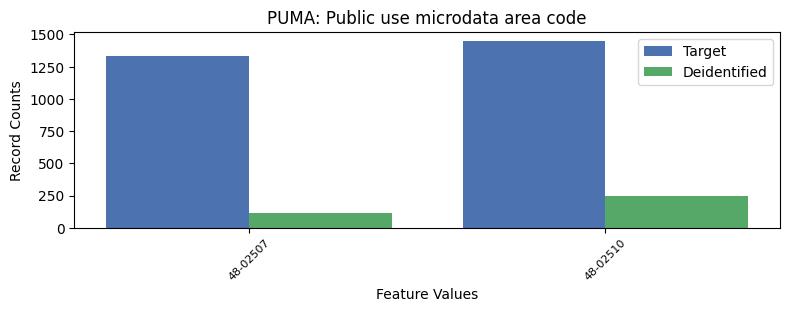 PUMA: Public use microdata area code
Target
Deidentified
Record Counts
1500
1250
1000
750
500
250
0
48-02507
48-02510
Feature Values